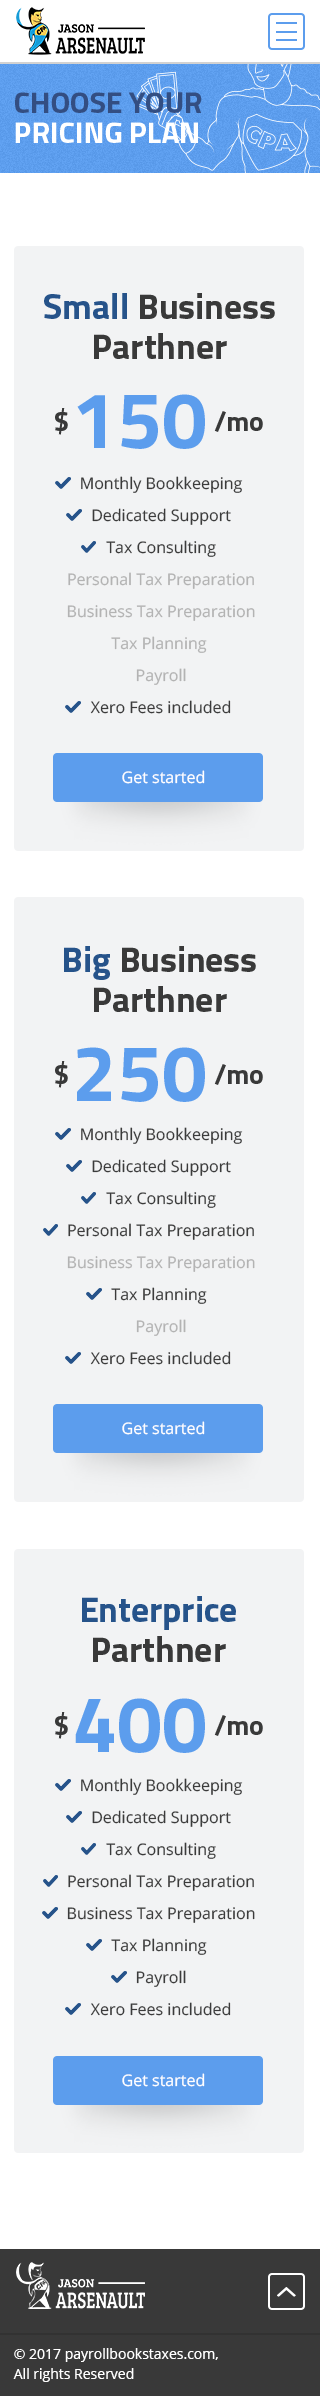 JASON
ARSENAULT
CHOOSE YOUR
PRICING PLAN
CPA
Small Business
Parthner
$ 150 /mo
Monthly Bookkeeping
Dedicated Support
Tax Consulting
Personal Tax Preparation
Business Tax Preparation
Tax Planning
Payroll
Xero Fees included
Get started
Big Business
Parthner
$ 250 /mo
Monthly Bookkeeping
Dedicated Support
Tax Consulting
Personal Tax Preparation
Business Tax Preparation
Tax Planning
Payroll
Xero Fees included
Get started
Enterprice
Parthner
$ 400 /mo
Monthly Bookkeeping
Dedicated Support
Tax Consulting
Personal Tax Preparation
Business Tax Preparation
Tax Planning
Payroll
Xero Fees included
Get started
JASON
ARSENAULT
© 2017 payrollbookstaxes.com,
All rights Reserved